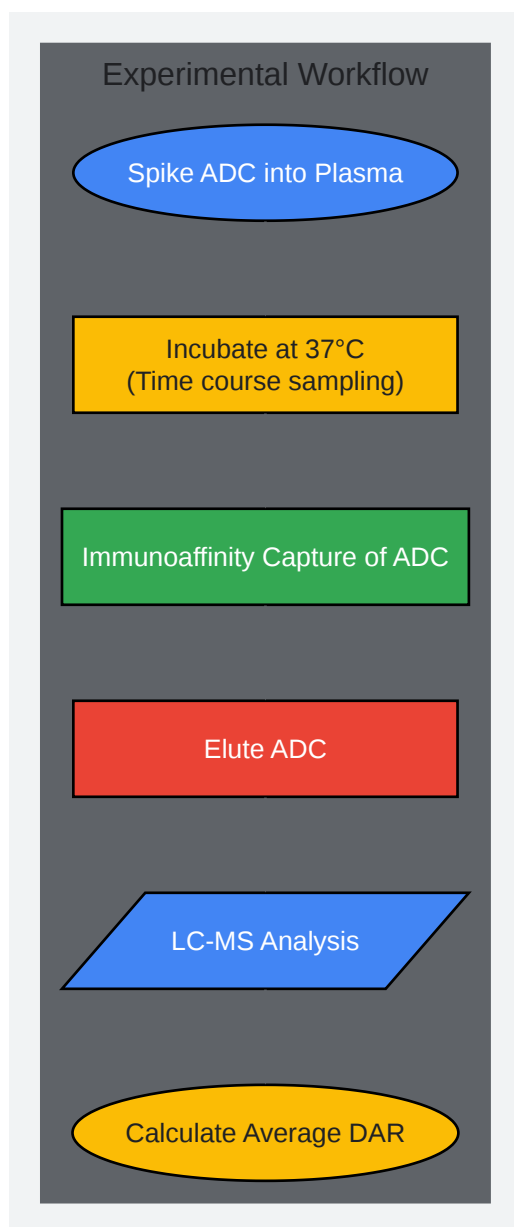 Experimental Workflow
Spike ADC into Plasma
Incubate at 37°C
(Time course sampling)
Immunoaffinity Capture of ADC
Elute ADC
LC-MS Analysis
Calculate Average DAR